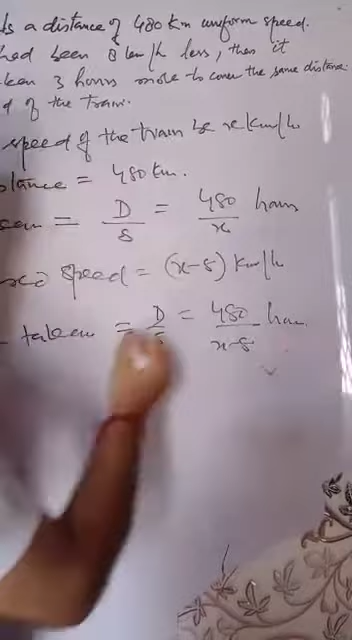 a distance of 480 km uniform speed.
had been 8 km/h less, then it
3 hours more to cover the same distance.
of the Train.
speed of the train be x km/h
= 480 km.
= D/S = 480/x hours
speed = (x-8) km/h
taken = D/S = 480/x-8 hours